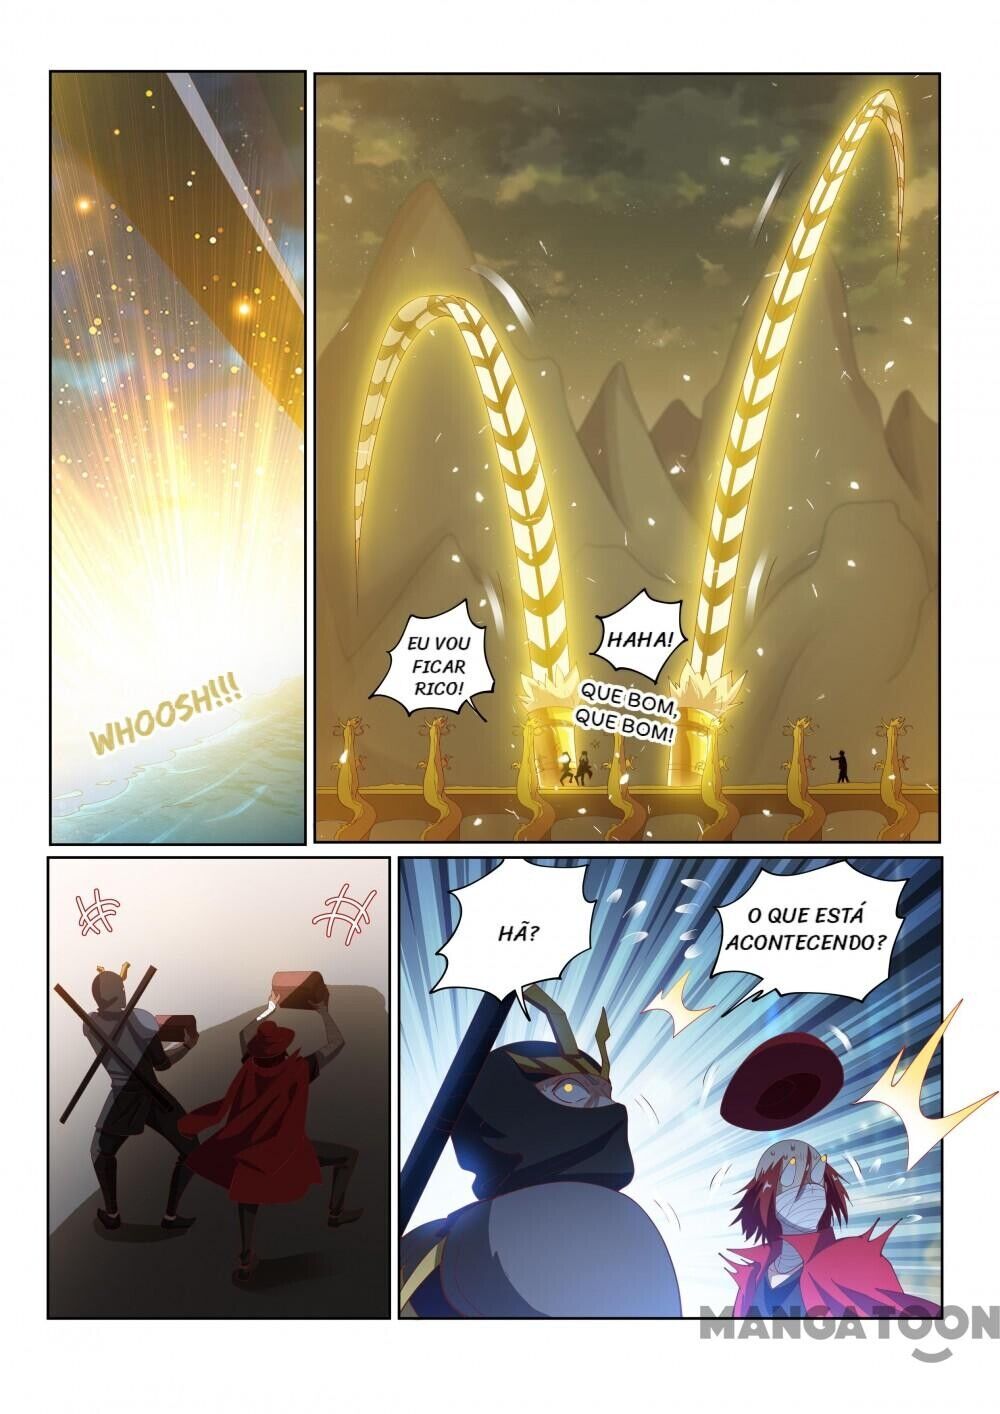 WHOOSH!!!
EU VOU
FICAR
RICO!
HAHA!
QUE BOM,
QUE BOM!
HÃ?
O QUE ESTÁ
ACONTECENDO?
MANGATOON